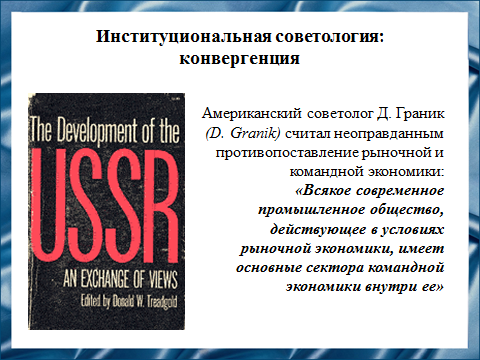 Институциональная советология:
конвергенция
The Development of the
USSR
AN EXCHANGE OF VIEWS
Edited by Donald W. Treadgold
Американский советолог Д. Граник
(D. Granik) считал неоправданным
противопоставление рыночной и
командной экономики:
«Всякое современное
промышленное общество,
действующее в условиях
рыночной экономики, имеет
основные сектора командной
экономики внутри ее»